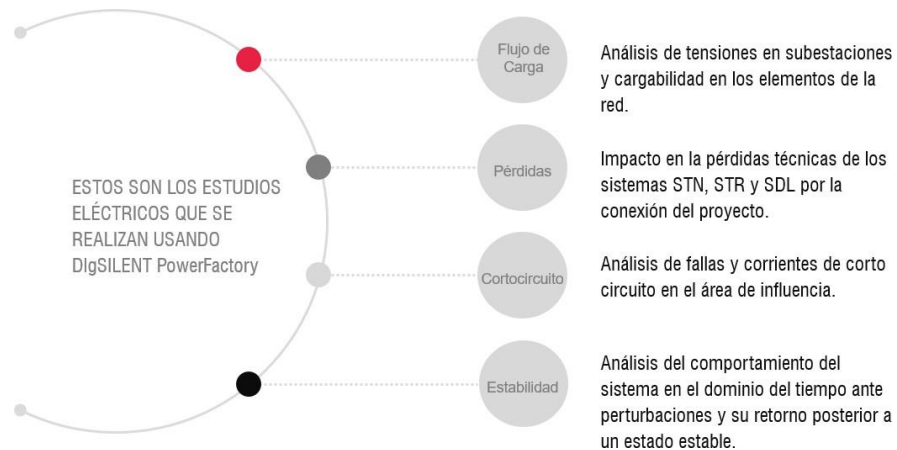 ESTOS SON LOS ESTUDIOS
ELÉCTRICOS QUE SE
REALIZAN USANDO
DIgSILENT PowerFactory
Flujo de
Carga
Análisis de tensiones en subestaciones
y cargabilidad en los elementos de la
red.
Pérdidas
Impacto en la pérdidas técnicas de los
sistemas STN, STR y SDL por la
conexión del proyecto.
Cortocircuito
Análisis de fallas y corrientes de corto
circuito en el área de influencia.
Estabilidad
Análisis del comportamiento del
sistema en el dominio del tiempo ante
perturbaciones y su retorno posterior a
un estado estable.